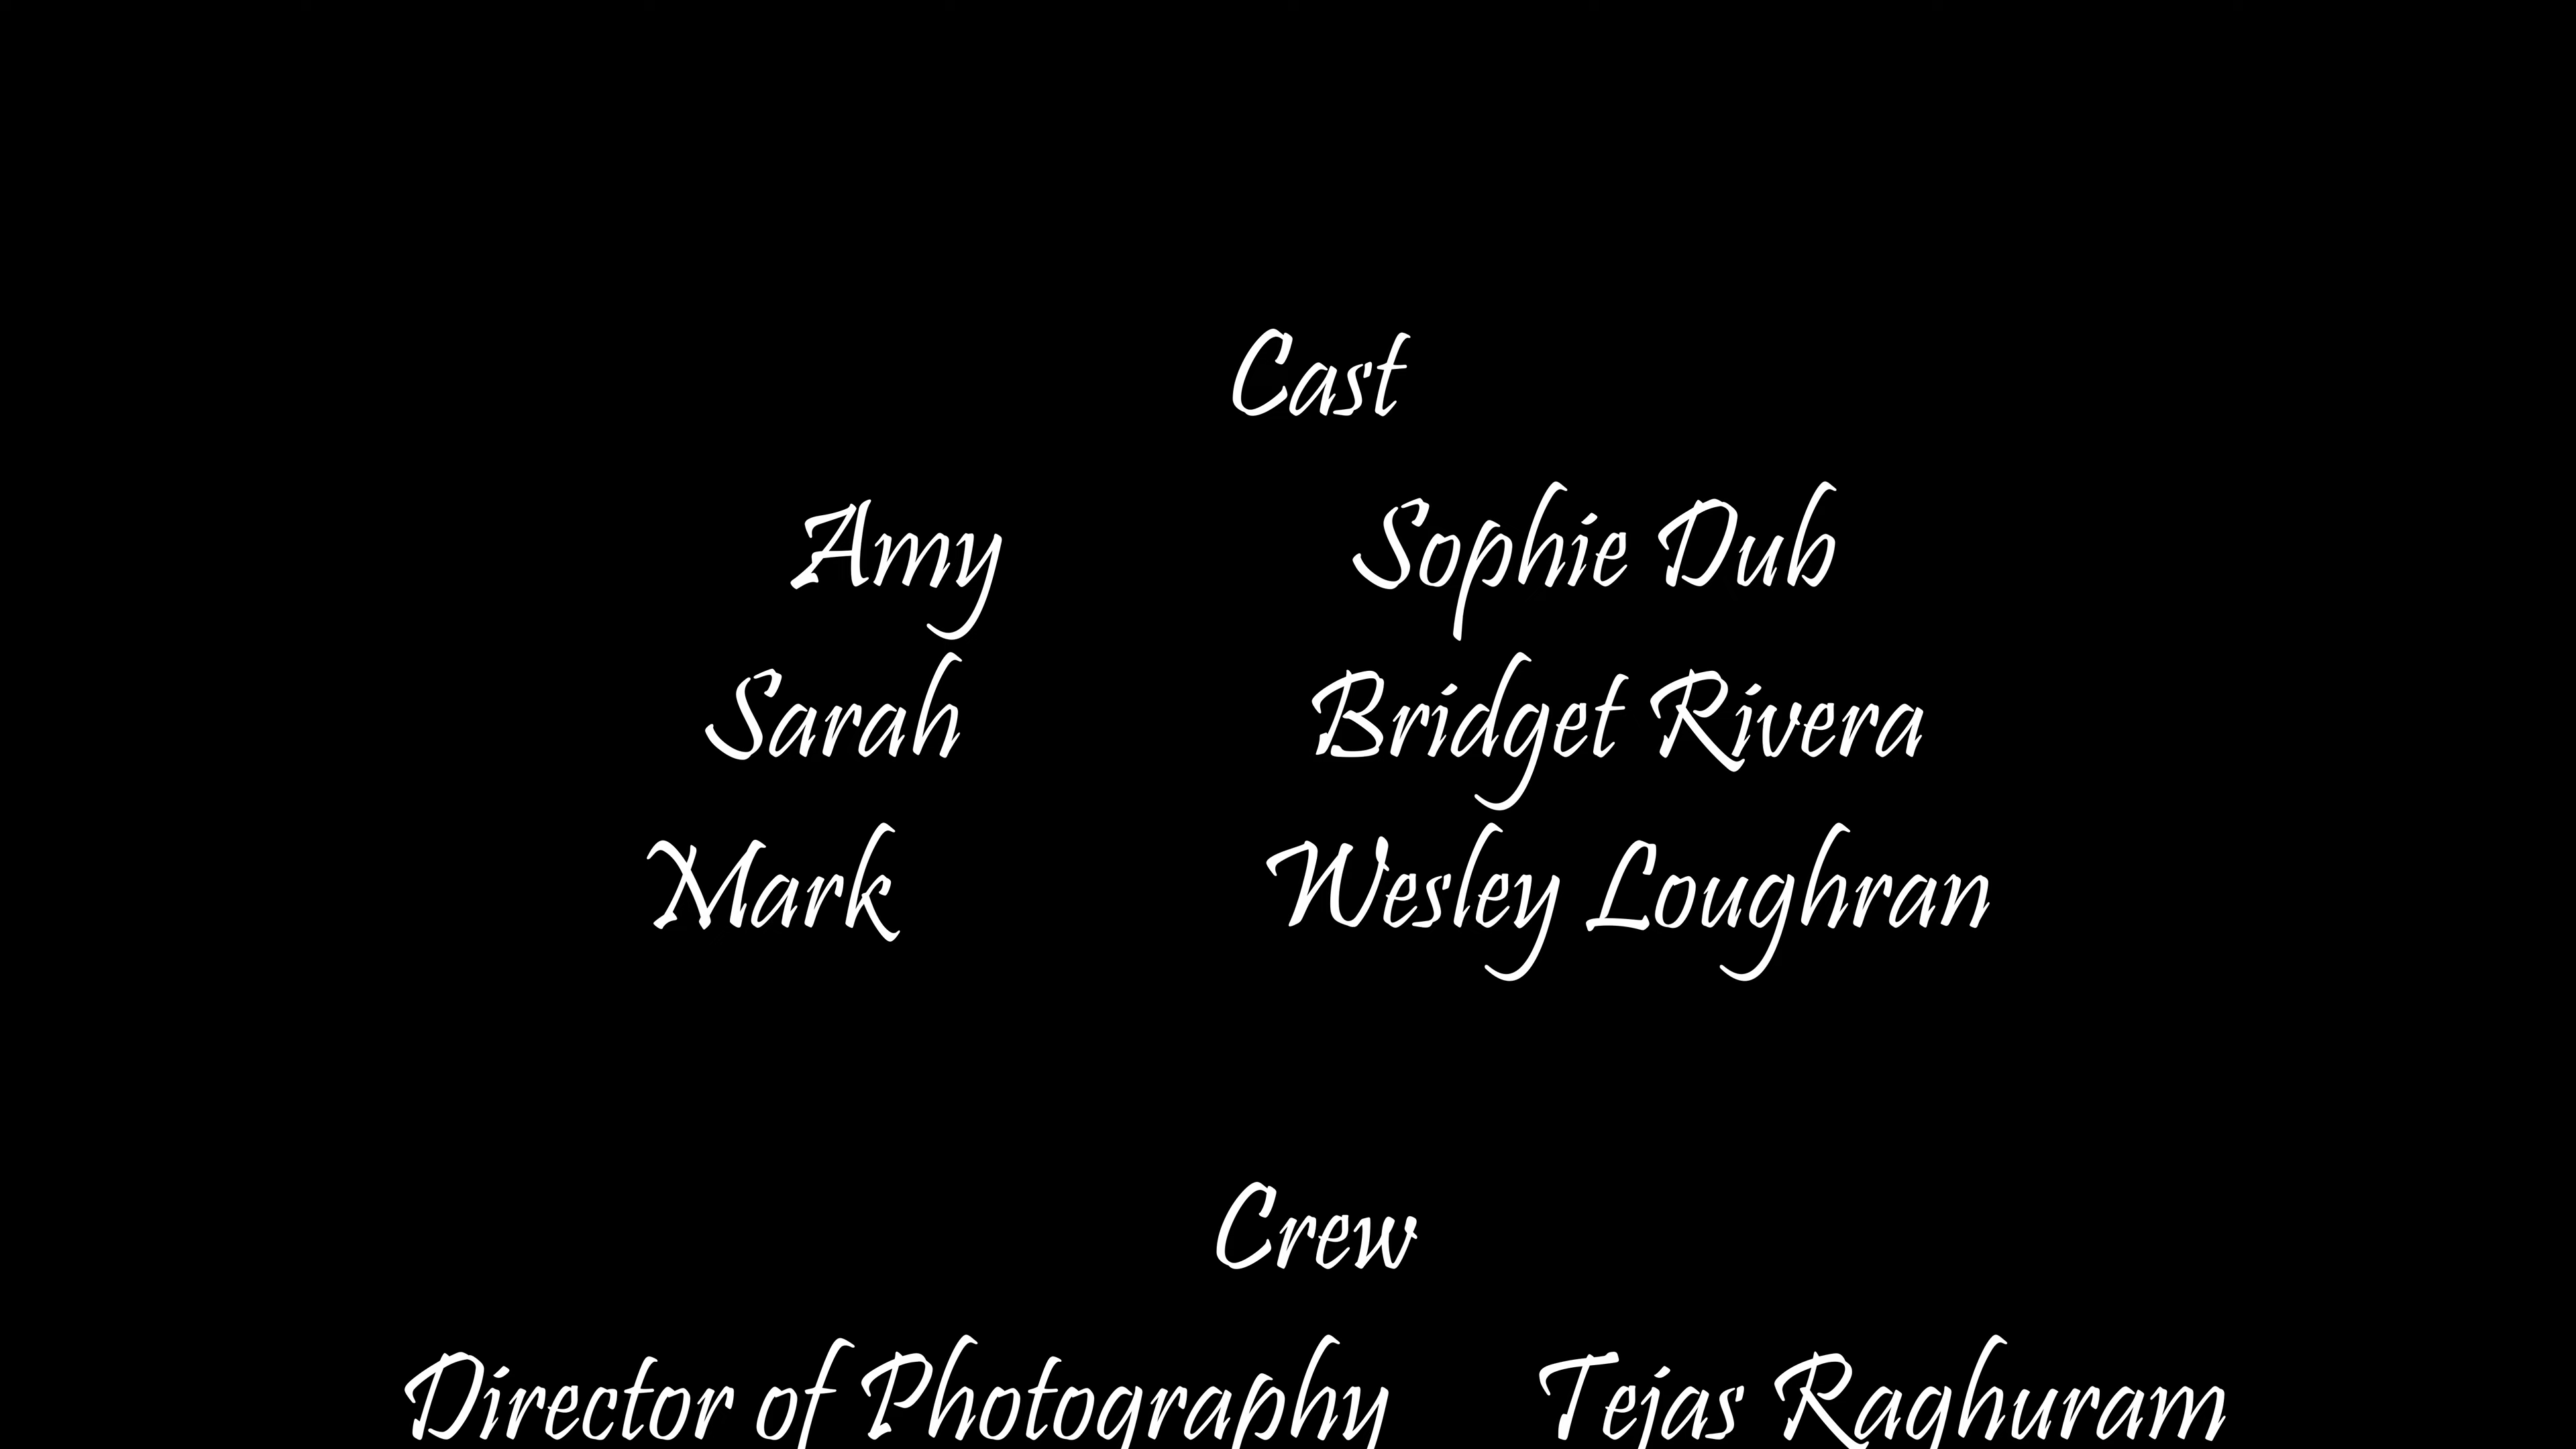 Cast
Amy Sophie Dub
Sarah Bridget Rivera
Mark Wesley Loughran
Crew
Director of Photography Tejas Raghuram